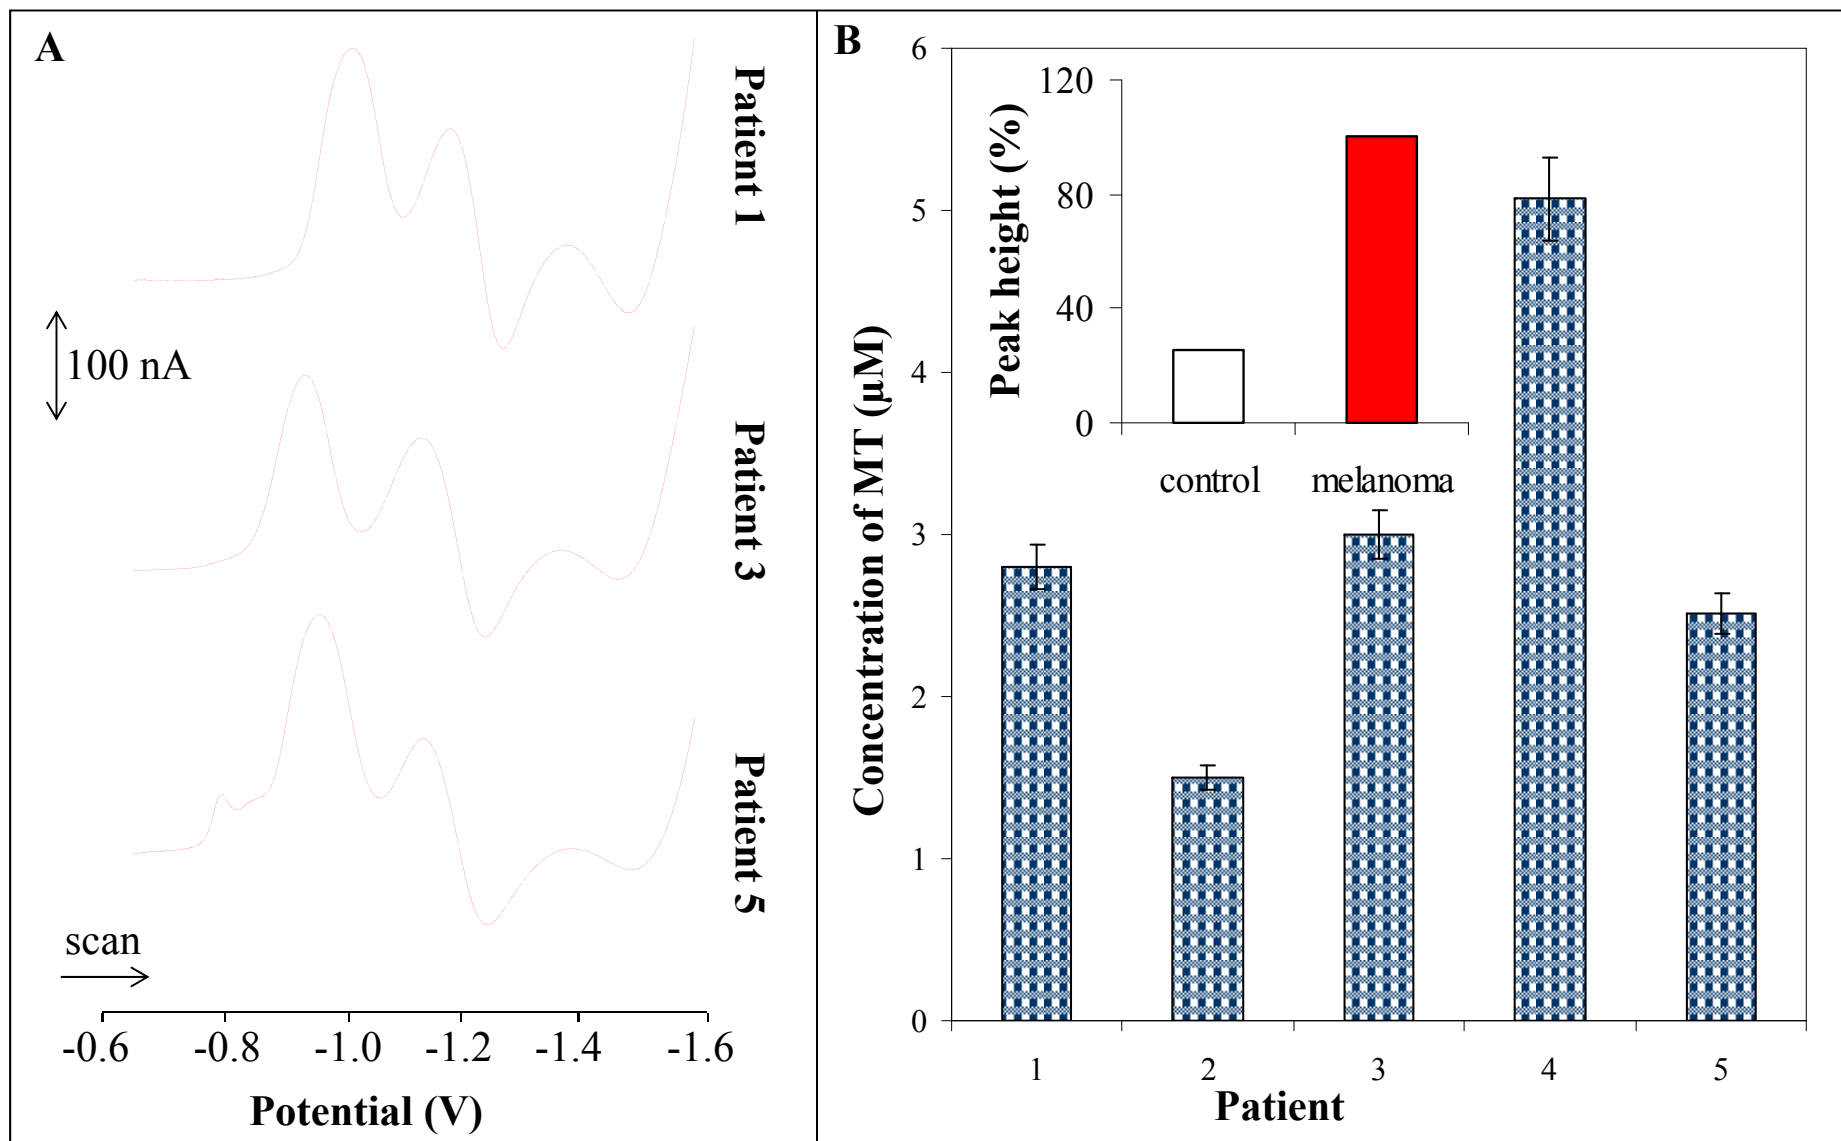 A
Patient 1
100 nA
Patient 3
Patient 5
scan
-0.6 -0.8 -1.0 -1.2 -1.4 -1.6
Potential (V)
B
Concentration of MT (µM)
6
5
4
3
2
1
0
Peak height (%)
120
80
40
0
control melanoma
1 2 3 4 5
Patient